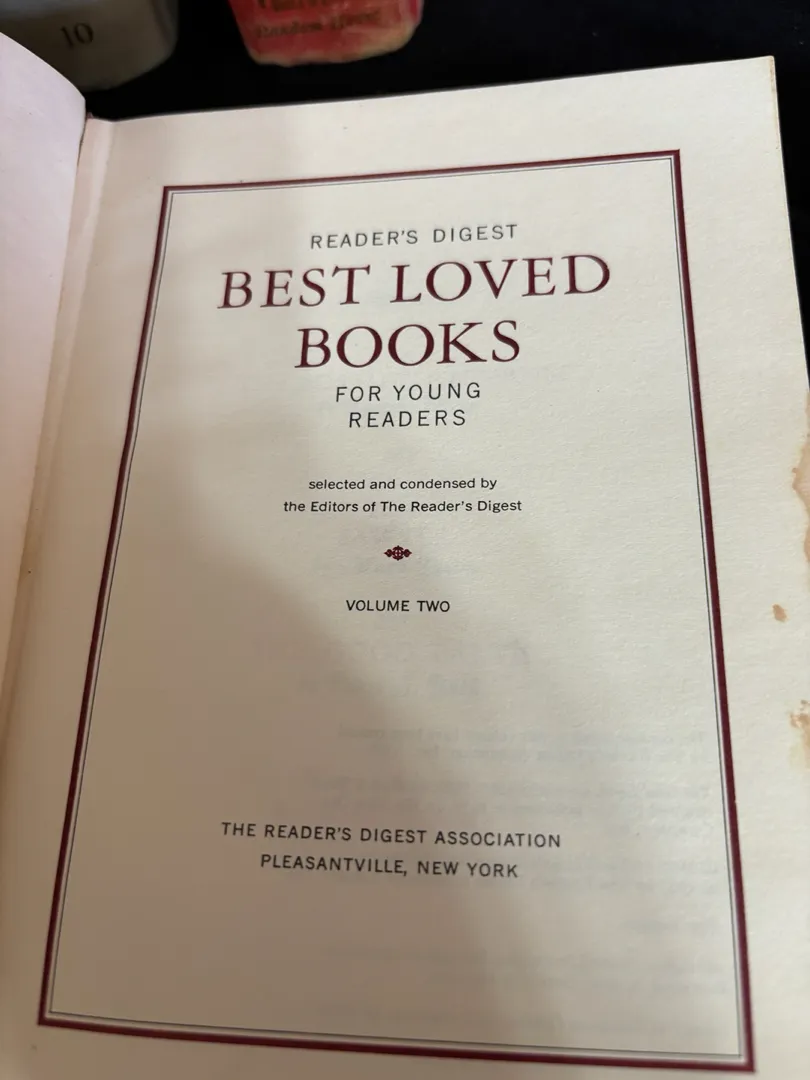 10
READER'S DIGEST
BEST LOVED
BOOKS
FOR YOUNG
READERS
selected and condensed by
the Editors of The Reader's Digest
VOLUME TWO
THE READER'S DIGEST ASSOCIATION
PLEASANTVILLE, NEW YORK